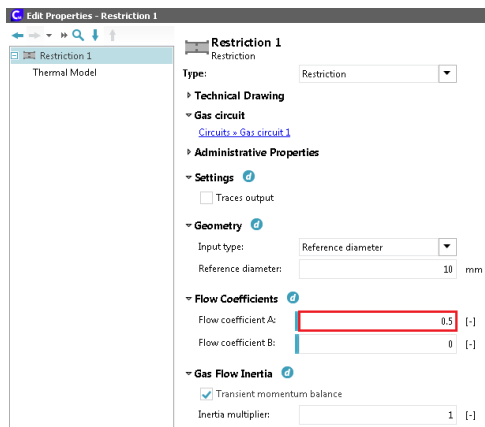 Edit Properties - Restriction 1
Restriction 1
Thermal Model
Restriction 1
Restriction
Type: Restriction
Technical Drawing
Gas circuit
Circuits » Gas circuit 1
Administrative Properties
Settings d
Traces output
Geometry d
Input type: Reference diameter
Reference diameter: 10 mm
Flow Coefficients d
Flow coefficient A: 0.5 [-]
Flow coefficient B: 0 [-]
Gas Flow Inertia d
Transient momentum balance
Inertia multiplier: 1 [-]